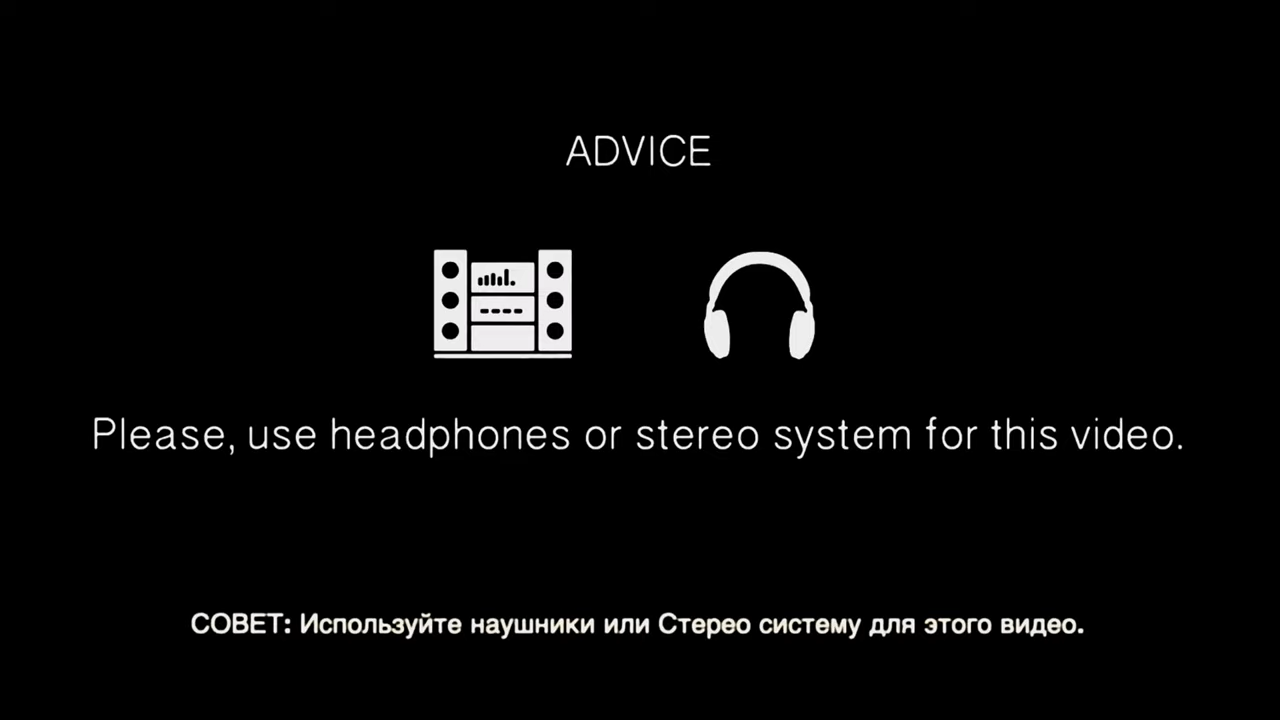 ADVICE
Please, use headphones or stereo system for this video.
СОВЕТ: Используйте наушники или Стерео систему для этого видео.